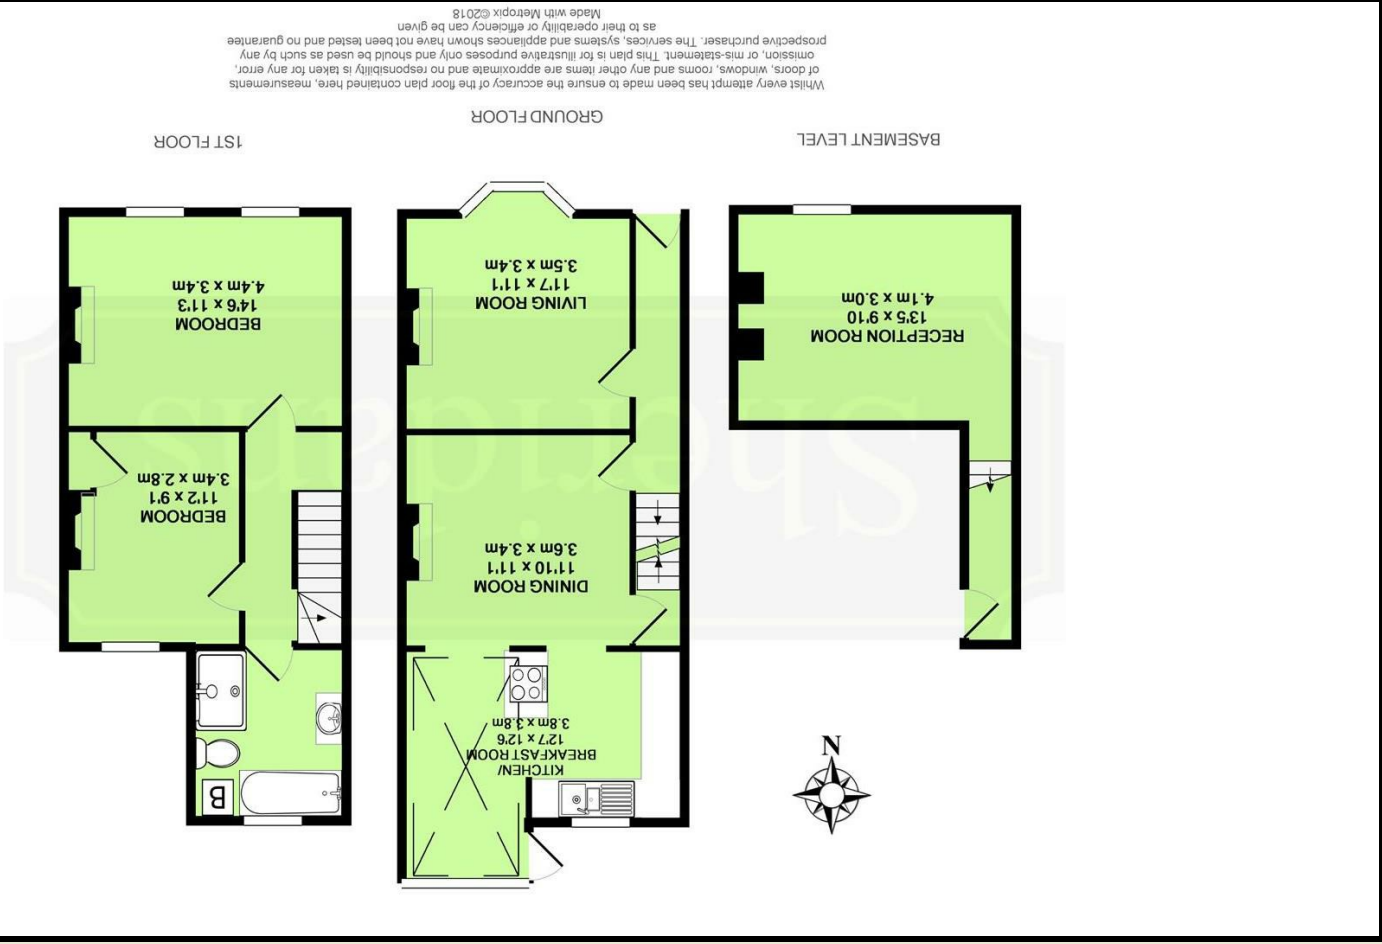 BASEMENT LEVEL
RECEPTION ROOM
13'5 x 9'10
4.1m x 3.0m
GROUND FLOOR
KITCHEN/
BREAKFAST ROOM
12'7 x 12'6
3.8m x 3.8m
DINING ROOM
11'10 x 11'1
3.6m x 3.4m
LIVING ROOM
11'7 x 11'1
3.5m x 3.4m
1ST FLOOR
B
BEDROOM
11'2 x 9'1
3.4m x 2.8m
BEDROOM
14'6 x 11'3
4.4m x 3.4m
N
Sheridans
Whilst every attempt has been made to ensure the accuracy of the floor plan contained here, measurements
of doors, windows, rooms and any other items are approximate and no responsibility is taken for any error,
omission, or mis-statement. This plan is for illustrative purposes only and should be used as such by any
prospective purchaser. The services, systems and appliances shown have not been tested and no guarantee
as to their operability or efficiency can be given
Made with Metropix ©2018